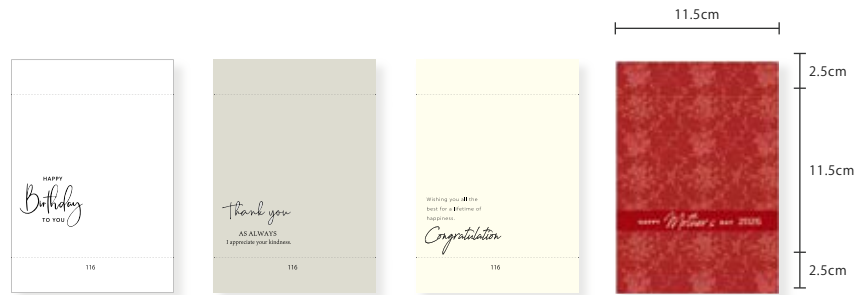 11.5cm
HAPPY
Birthday
TO YOU
116
Thank you
AS ALWAYS
I appreciate your kindness.
116
Wishing you all the
best for a lifetime of
happiness.
Congratulation
116
HAPPY Mother's DAY 2026
2.5cm
11.5cm
2.5cm